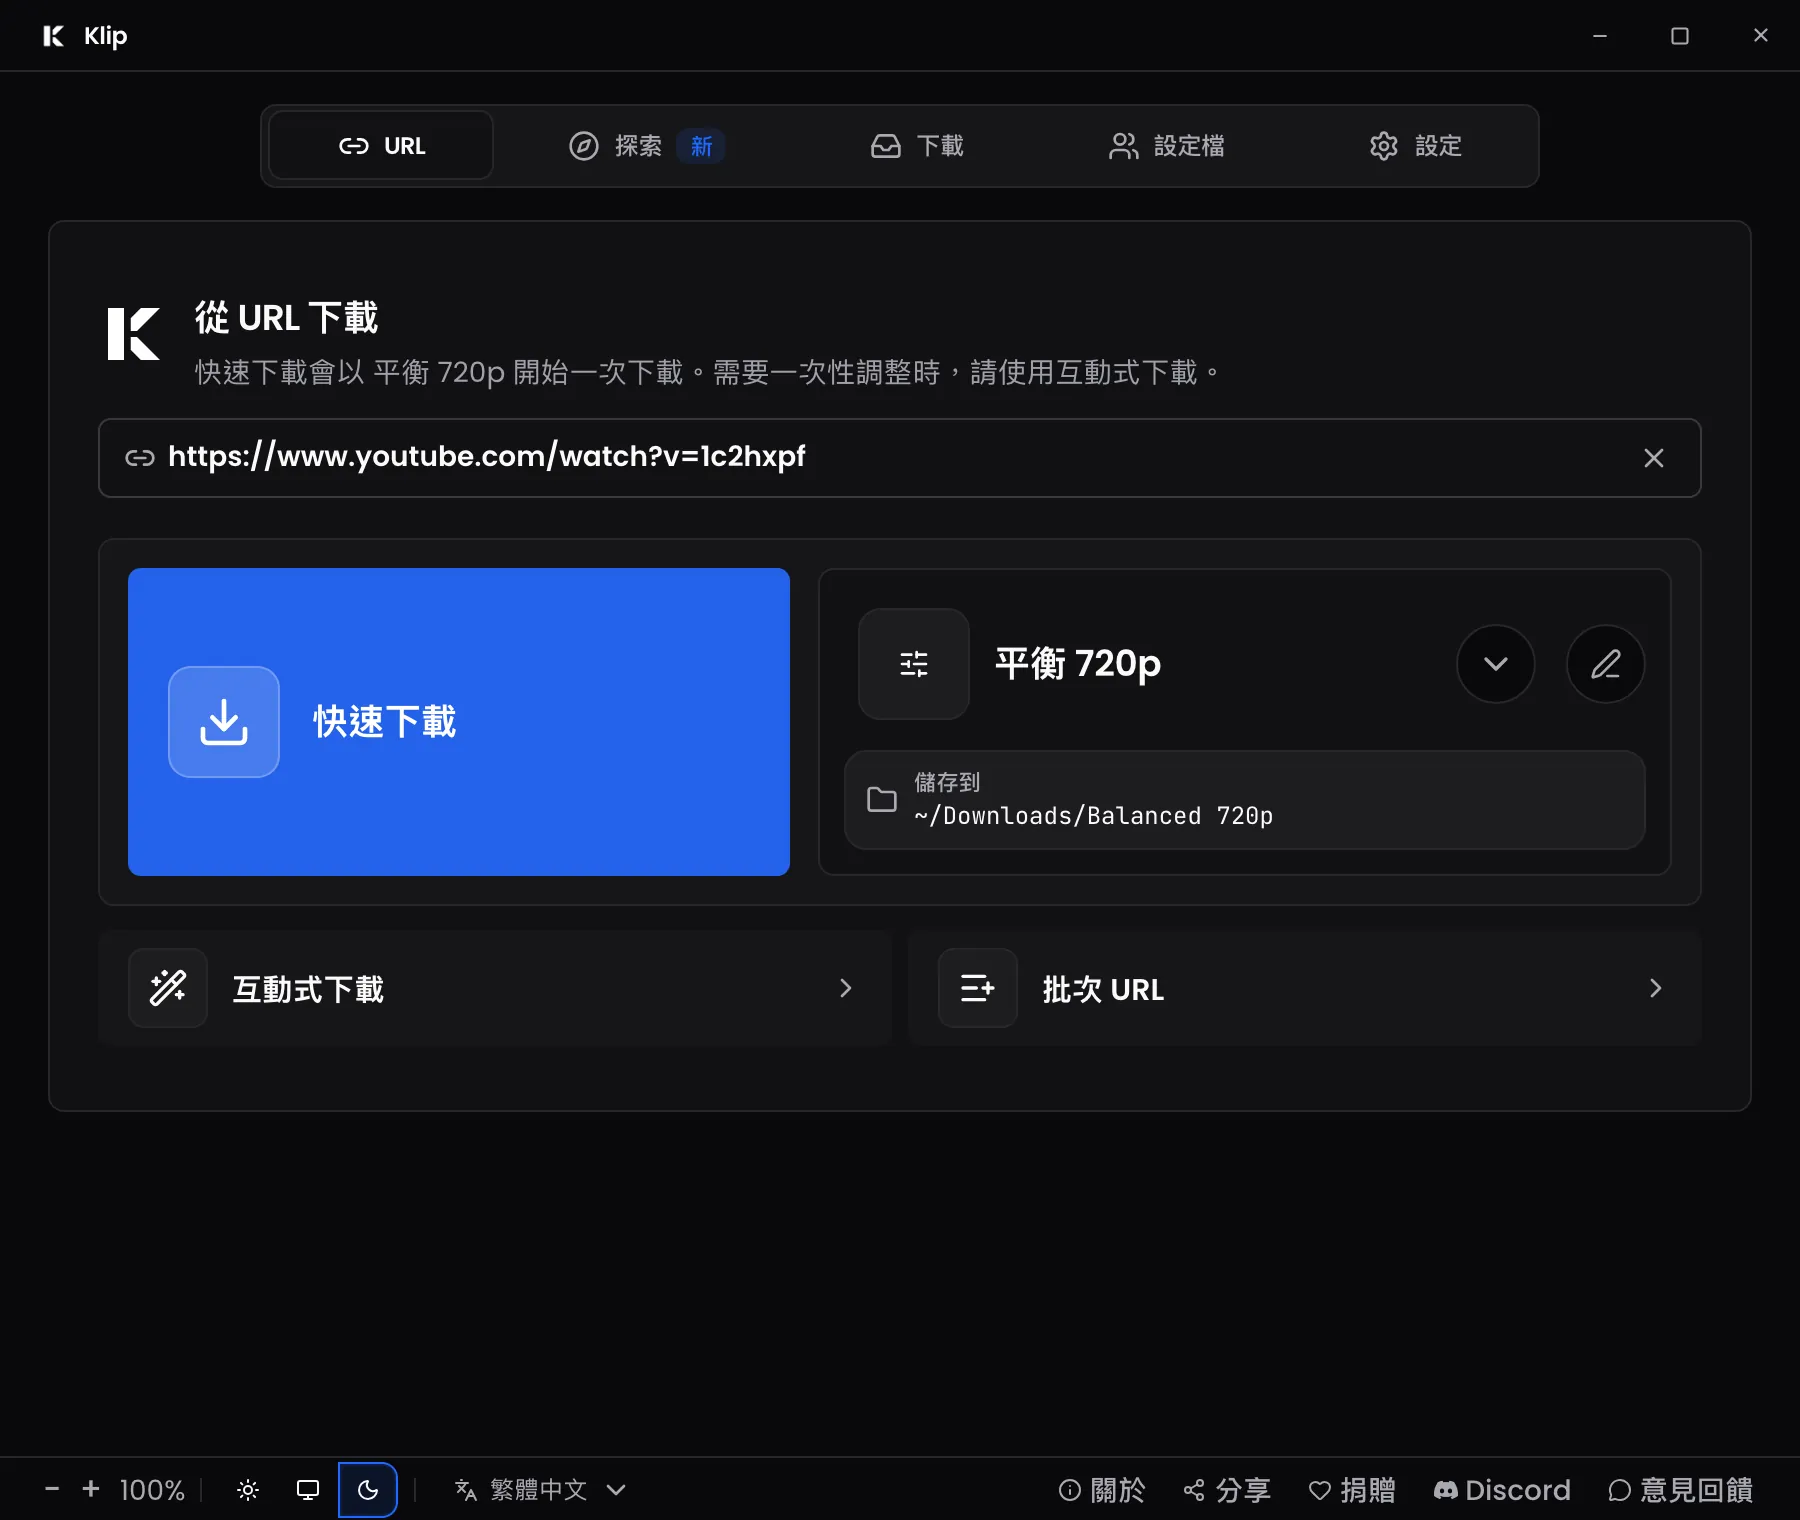 Klip
URL
探索
新
下載
設定檔
設定
從 URL 下載
快速下載會以 平衡 720p 開始一次下載。需要一次性調整時，請使用互動式下載。
https://www.youtube.com/watch?v=1c2hxpf
快速下載
平衡 720p
儲存到
~/Downloads/Balanced 720p
互動式下載
批次 URL
100%
繁體中文
關於
分享
捐贈
Discord
意見回饋